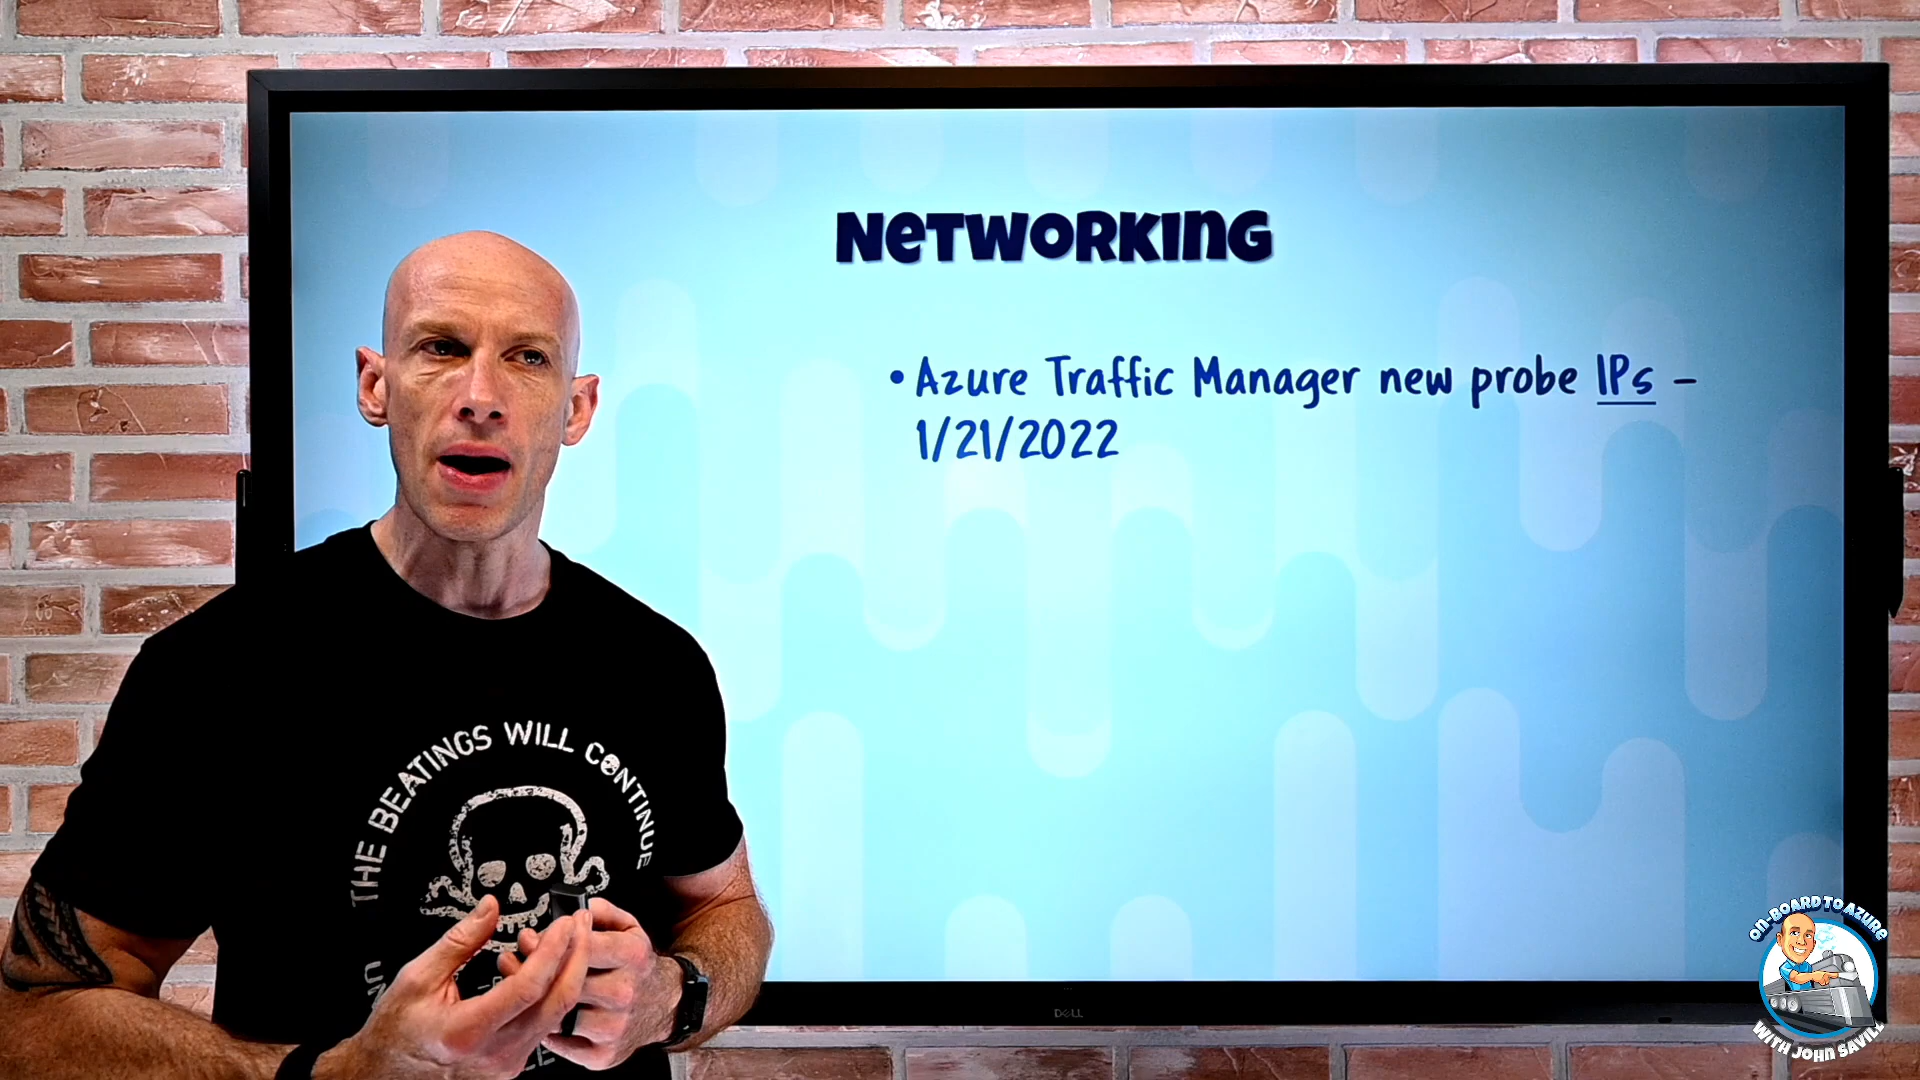 NETWORKING
• Azure Traffic Manager new probe IPs –
1/21/2022
THE BEATINGS WILL CONTINUE
DELL
ON-BOARD TO AZURE
WITH JOHN SAVILL